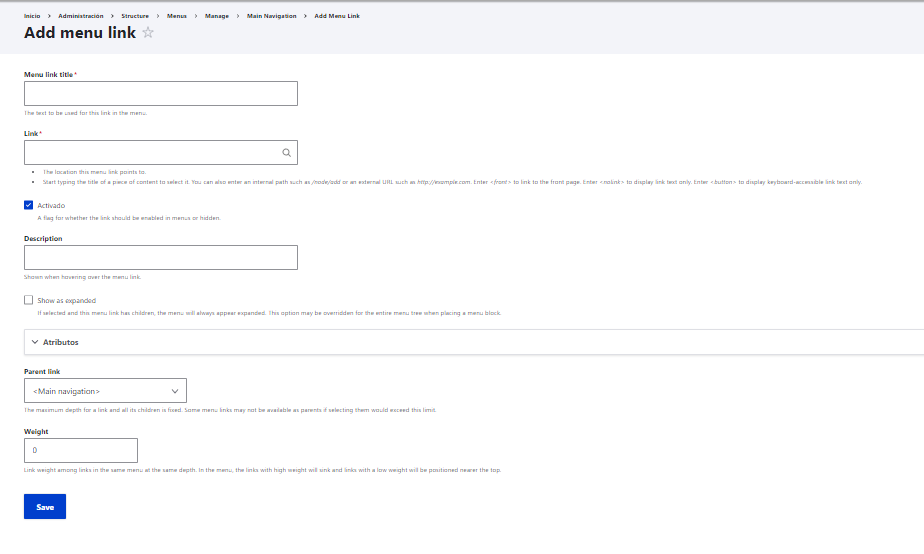 Inicio > Administración > Structure > Menus > Manage > Main Navigation > Add Menu Link
Add menu link ☆
Menu link title*
The text to be used for this link in the menu.
Link*
• The location this menu link points to.
• Start typing the title of a piece of content to select it. You can also enter an internal path such as /node/add or an external URL such as http://example.com. Enter <front> to link to the front page. Enter <nolink> to display link text only. Enter <button> to display keyboard-accessible link text only.
Activado
A flag for whether the link should be enabled in menus or hidden.
Description
Shown when hovering over the menu link.
Show as expanded
If selected and this menu link has children, the menu will always appear expanded. This option may be overridden for the entire menu tree when placing a menu block.
Atributos
Parent link
<Main navigation>
The maximum depth for a link and all its children is fixed. Some menu links may not be available as parents if selecting them would exceed this limit.
Weight
0
Link weight among links in the same menu at the same depth. In the menu, the links with high weight will sink and links with a low weight will be positioned nearer the top.
Save